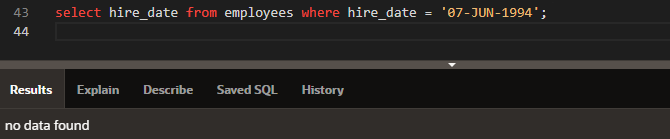 43 select hire_date from employees where hire_date = '07-JUN-1994';
44
Results Explain Describe Saved SQL History
no data found